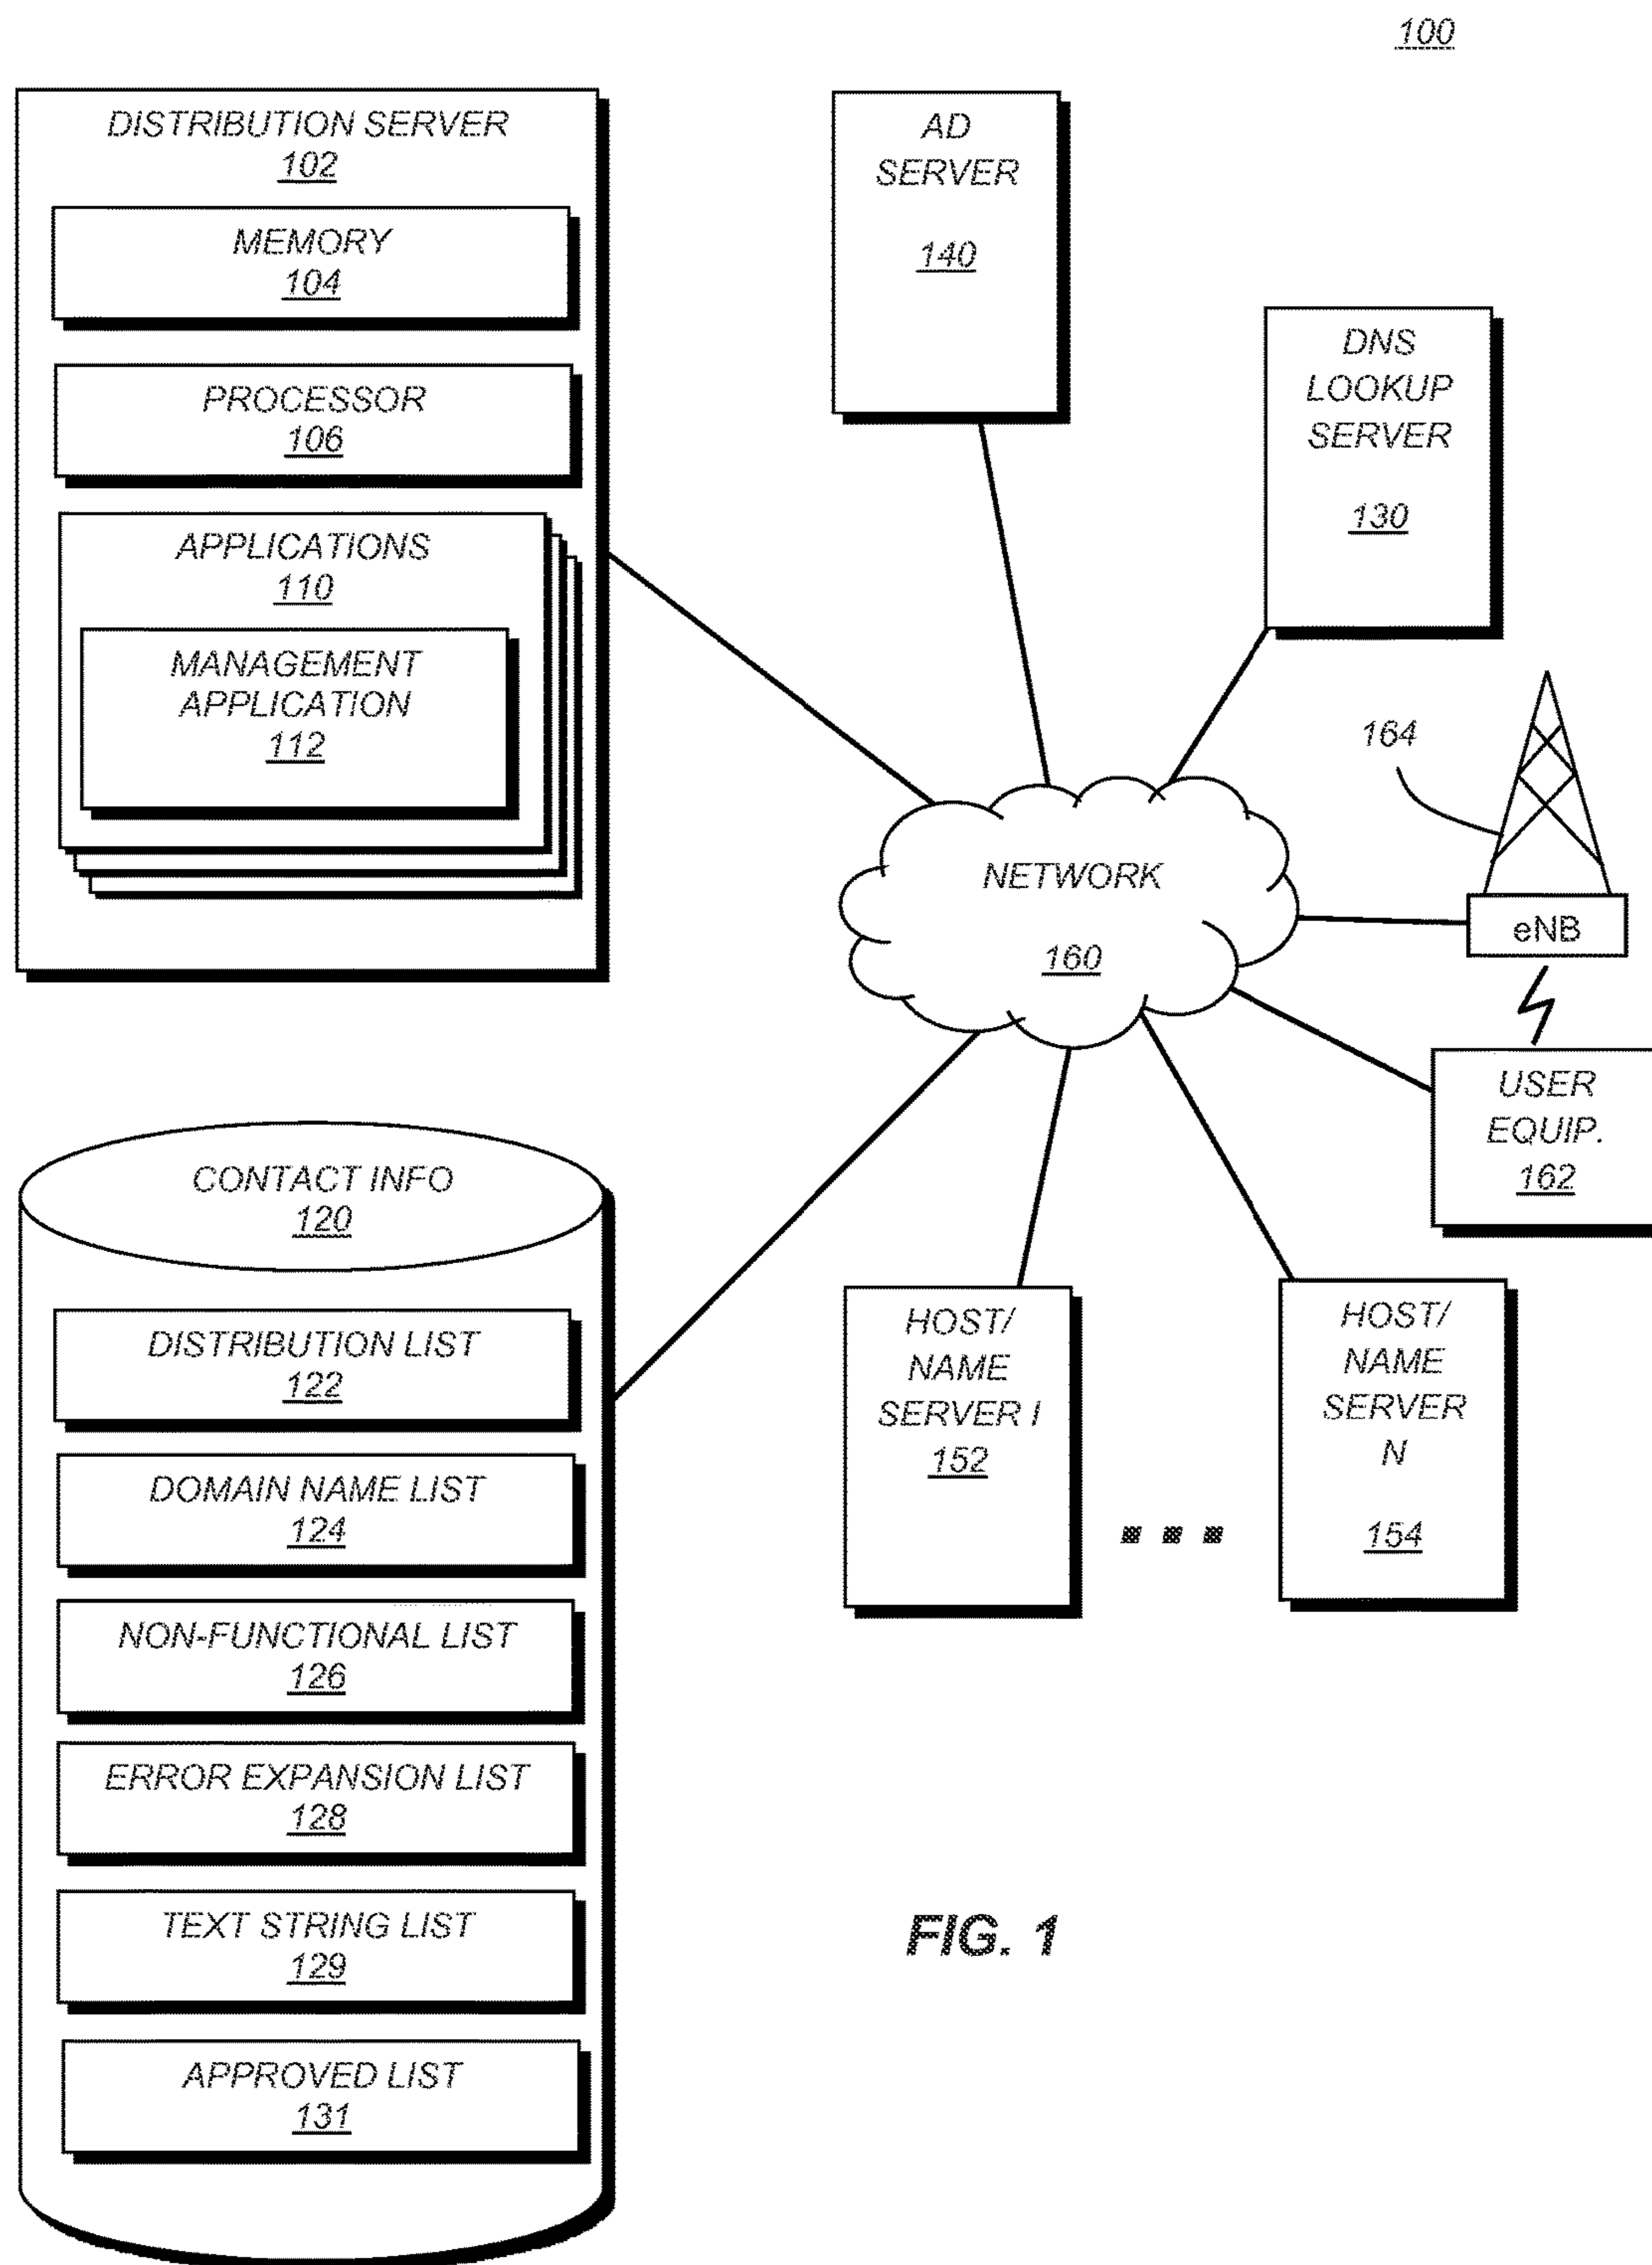 100
DISTRIBUTION SERVER
102
MEMORY
104
PROCESSOR
106
APPLICATIONS
110
MANAGEMENT
APPLICATION
112
AD
SERVER
140
DNS
LOOKUP
SERVER
130
164
eNB
NETWORK
160
USER
EQUIP.
162
CONTACT INFO
120
DISTRIBUTION LIST
122
DOMAIN NAME LIST
124
NON-FUNCTIONAL LIST
126
ERROR EXPANSION LIST
128
TEXT STRING LIST
129
APPROVED LIST
131
HOST/
NAME
SERVER I
152
HOST/
NAME
SERVER
N
154
FIG. 1